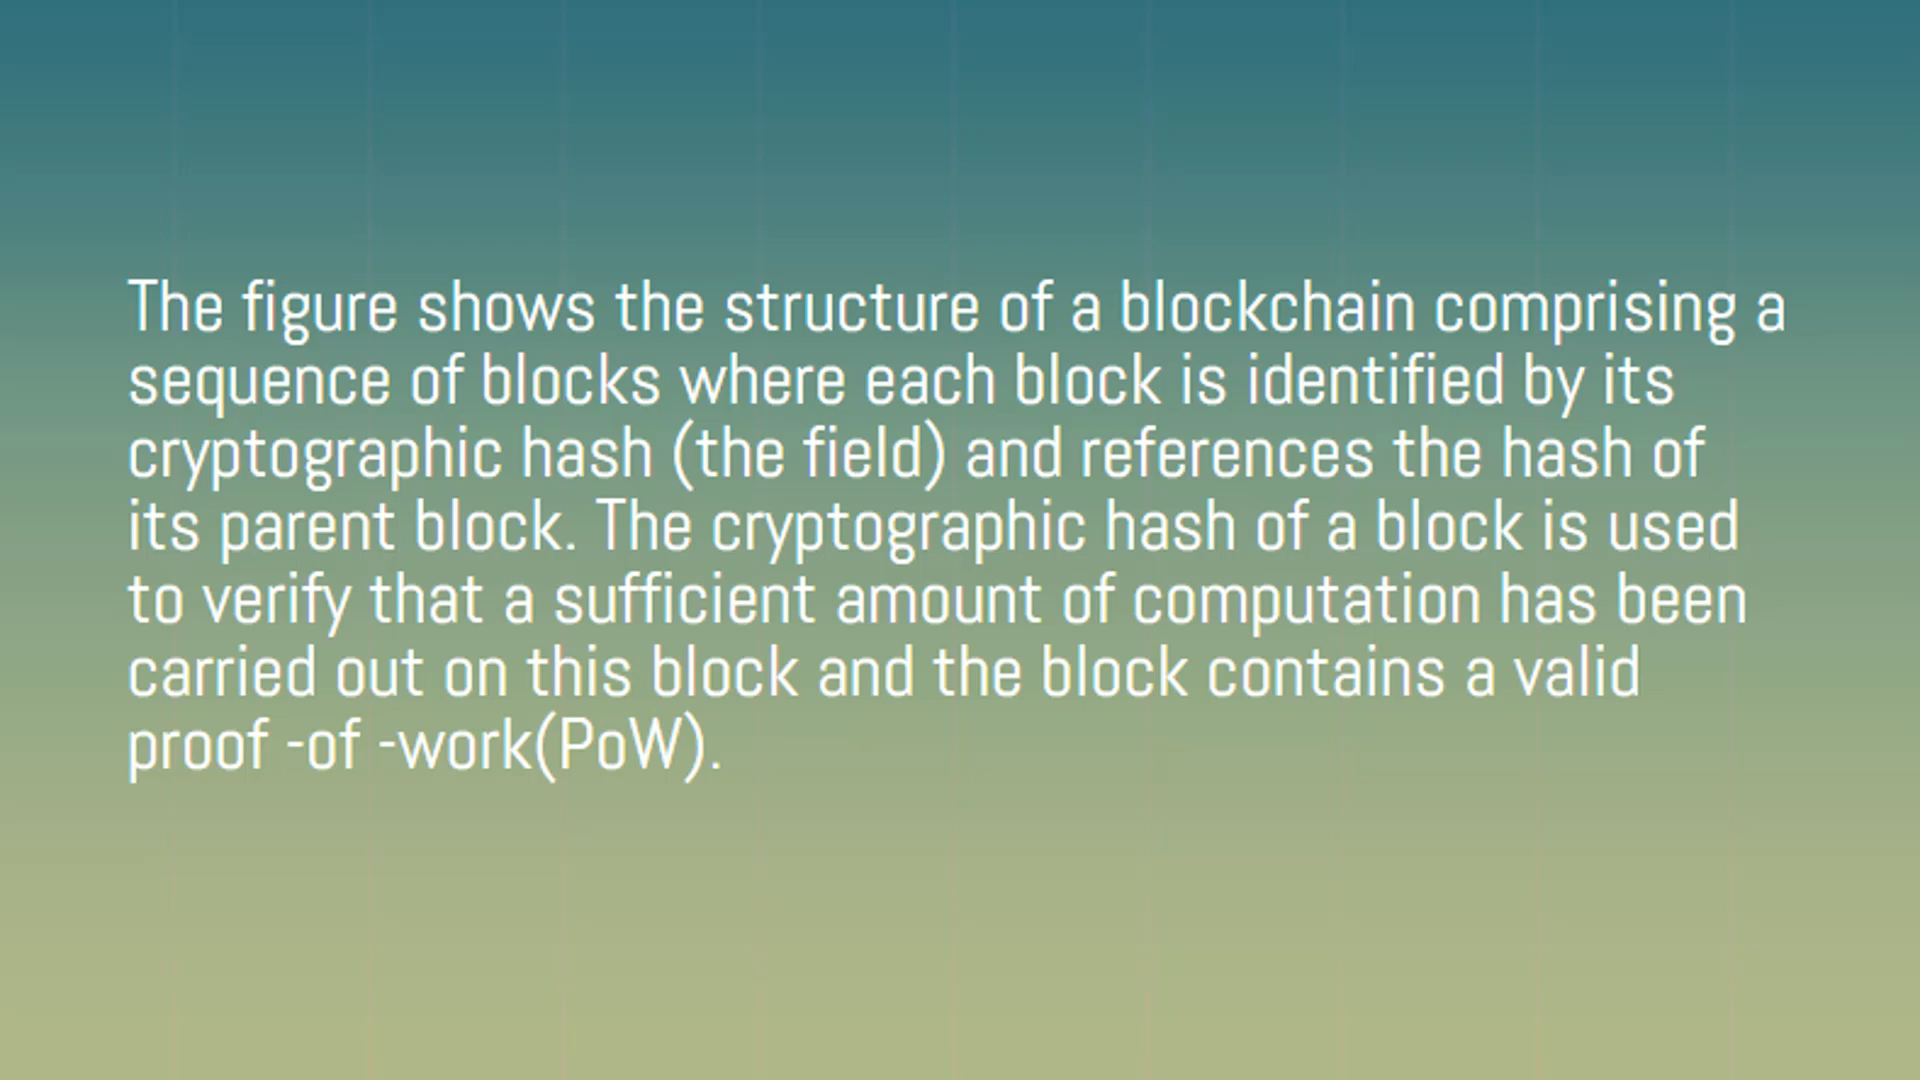 The figure shows the structure of a blockchain comprising a
sequence of blocks where each block is identified by its
cryptographic hash (the field) and references the hash of
its parent block. The cryptographic hash of a block is used
to verify that a sufficient amount of computation has been
carried out on this block and the block contains a valid
proof -of -work(PoW).